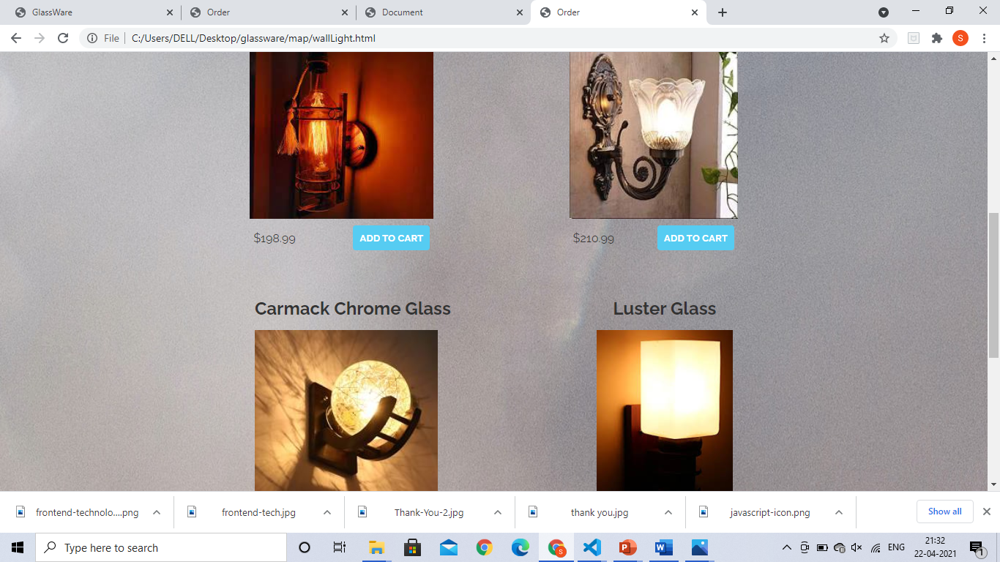 GlassWare
Order
Document
Order
File
C:/Users/DELL/Desktop/glassware/map/wallLight.html
S
$198.99
ADD TO CART
$210.99
ADD TO CART
Carmack Chrome Glass
Luster Glass
frontend-technolo....png
frontend-tech.jpg
Thank-You-2.jpg
thank you.jpg
javascript-icon.png
Show all
Type here to search
S
P
W
ENG
21:32
22-04-2021
1